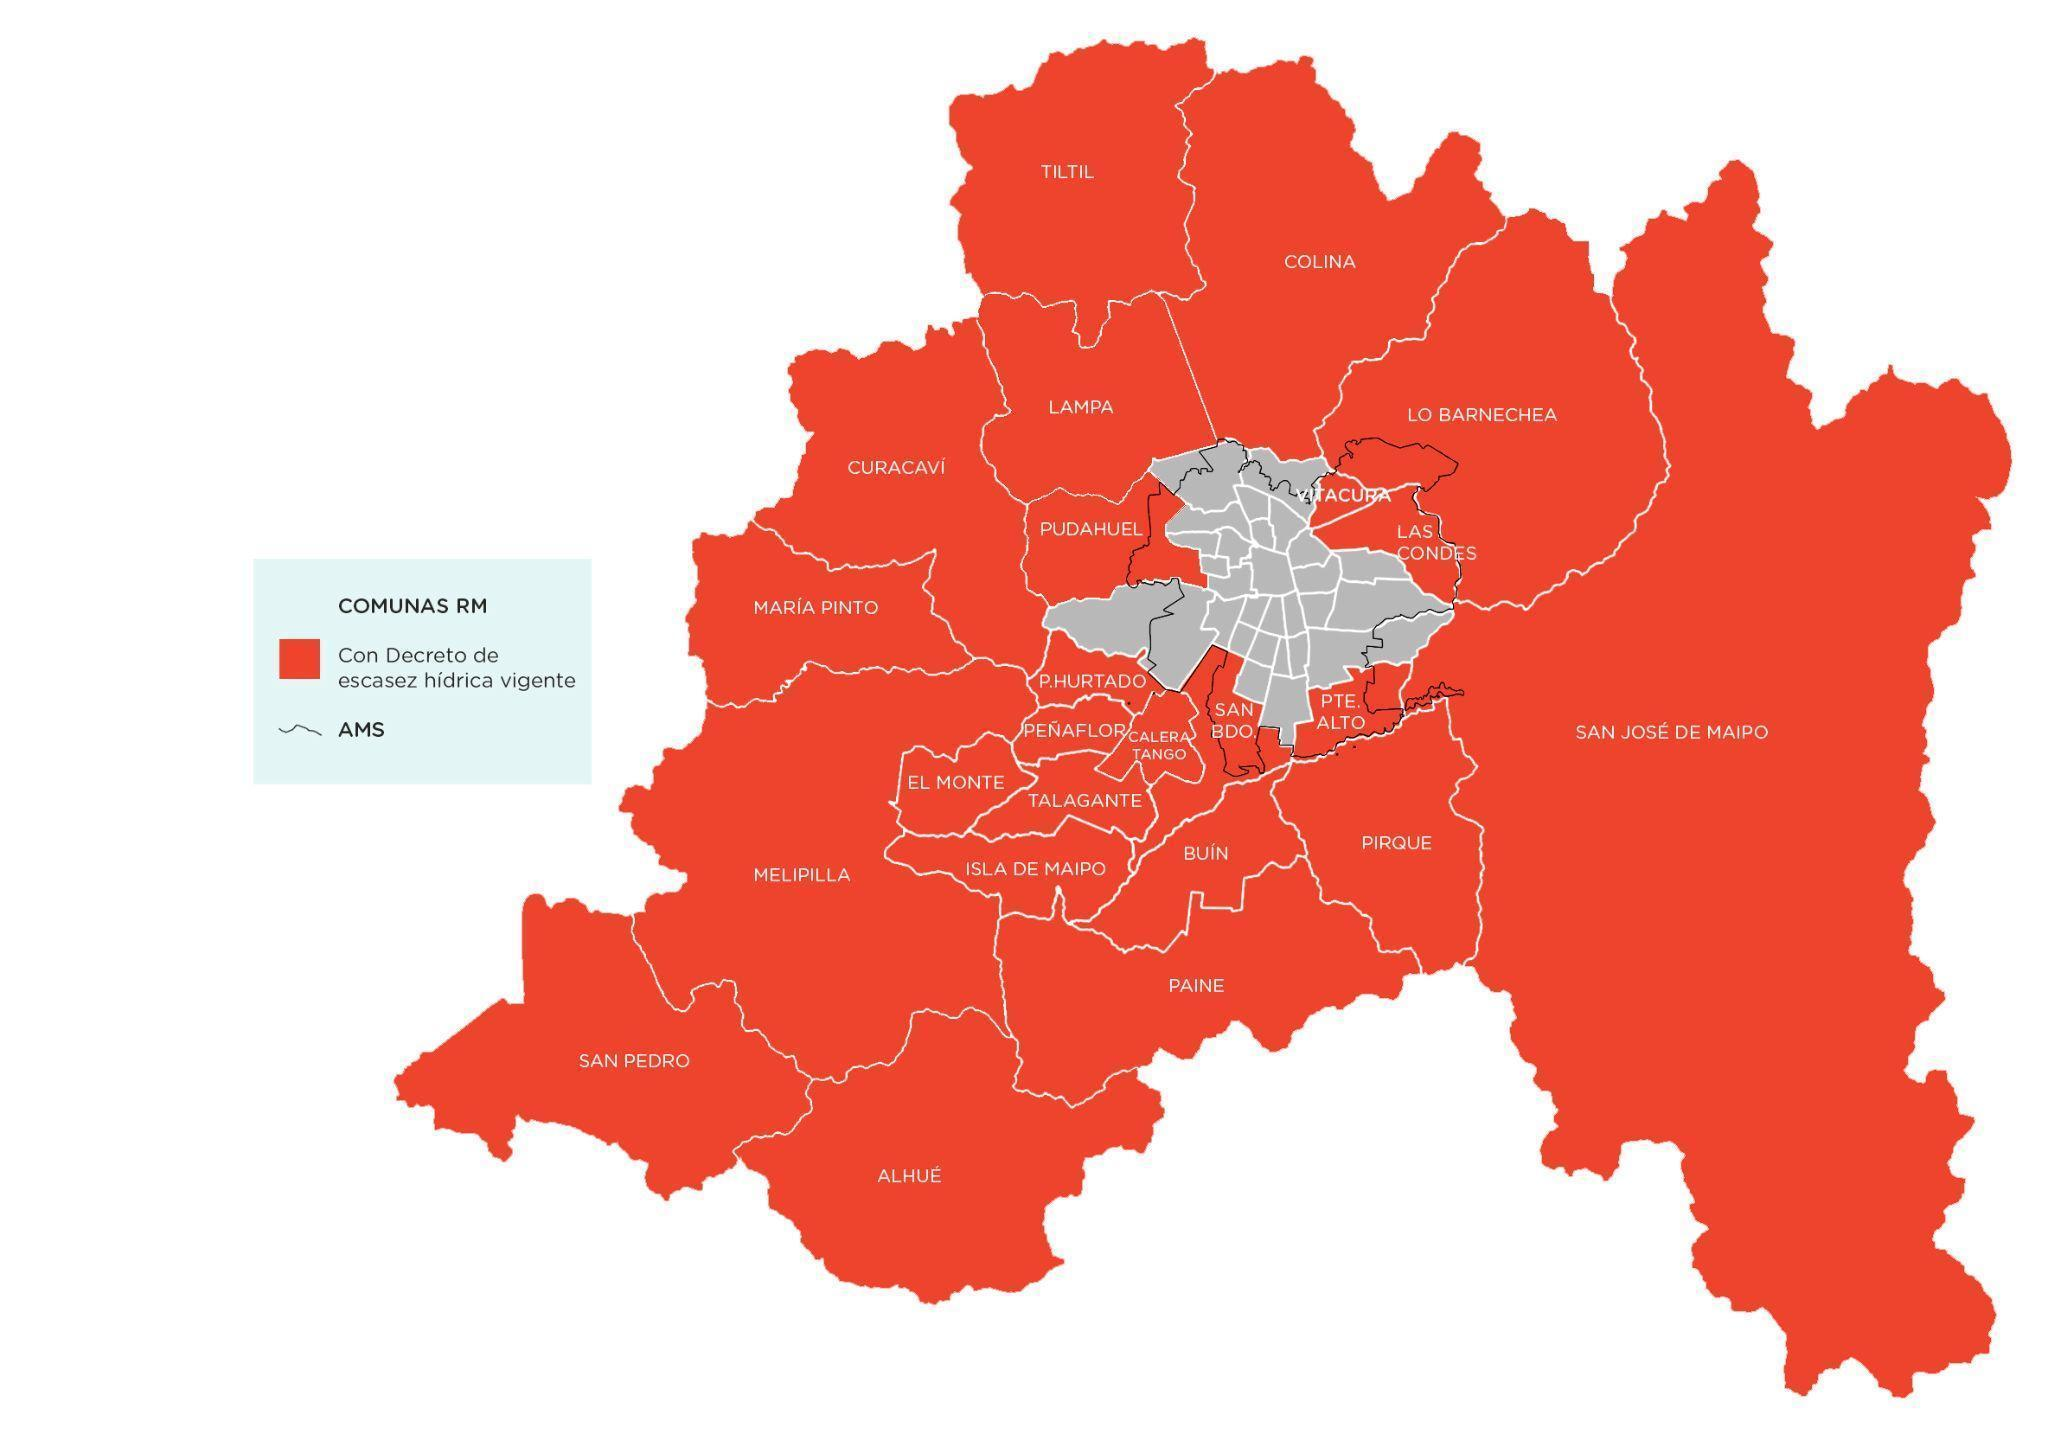 TILTIL
COLINA
LAMPA
LO BARNECHEA
CURACAVÍ
VITACURA
PUDAHUEL
LAS
CONDES
COMUNAS RM
Con Decreto de
escasez hídrica vigente
AMS
MARÍA PINTO
P.HURTADO
PEÑAFLOR
CALERA
TANGO
SAN
BDO.
PTE.
ALTO
SAN JOSÉ DE MAIPO
EL MONTE
TALAGANTE
BUÍN
PIRQUE
MELIPILLA
ISLA DE MAIPO
PAINE
SAN PEDRO
ALHUÉ